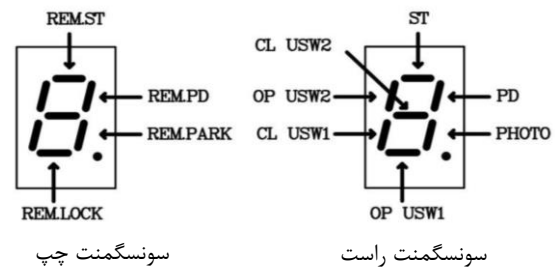 REM.ST
REM.PD
REM.PARK
REM.LOCK
سونسگمنت چپ
ST
CL USW2
OP USW2
PD
CL USW1
PHOTO
OP USW1
سونسگمنت راست